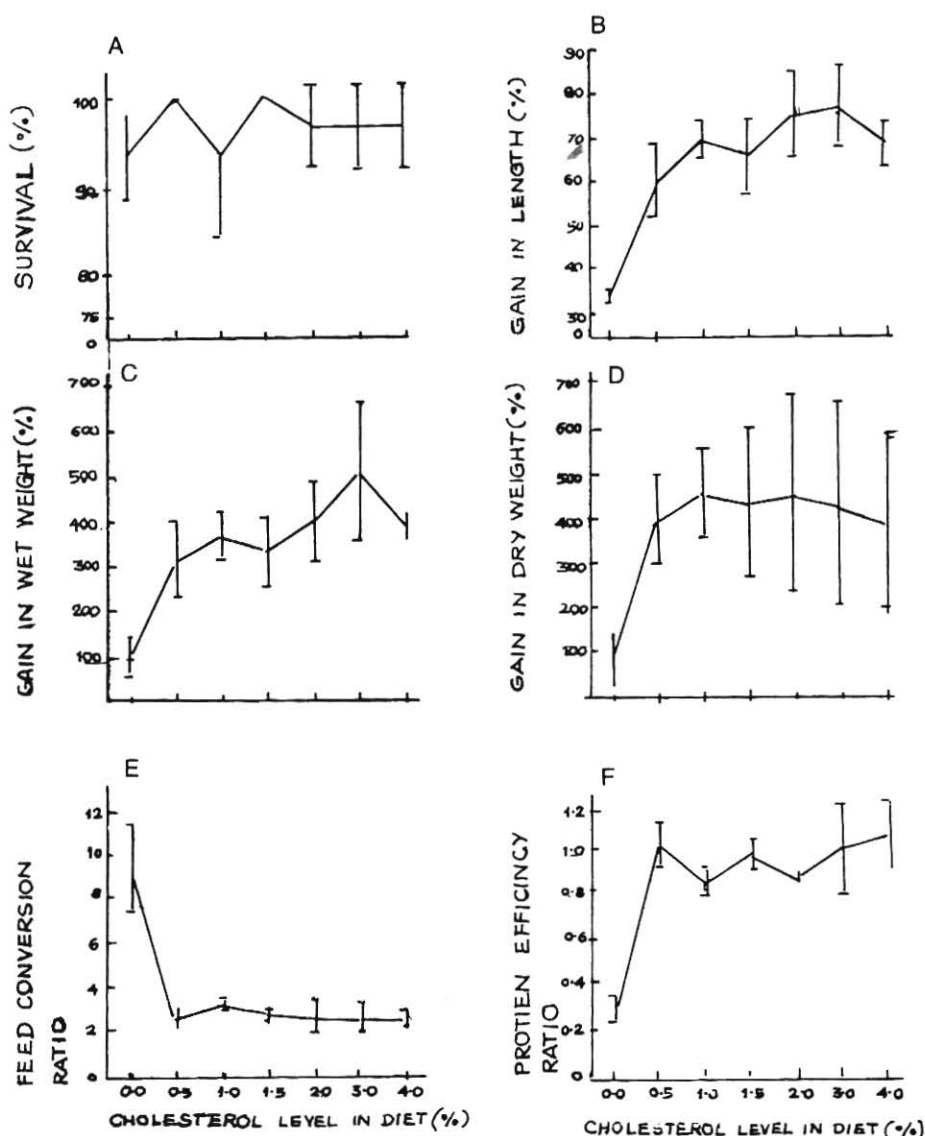 A
SURVIVAL (%)
100
90
80
75
0
B
GAIN IN LENGTH (%)
90
80
70
60
50
40
30
0
C
GAIN IN WET WEIGHT (%)
700
600
500
400
300
200
100
D
GAIN IN DRY WEIGHT (%)
700
600
500
400
300
200
100
E
FEED CONVERSION
RATIO
12
10
8
6
4
2
0
0.0 0.5 1.0 1.5 2.0 3.0 4.0
CHOLESTEROL LEVEL IN DIET (%)
F
PROTIEN EFFICINCY
RATIO
1.2
1.0
0.8
0.6
0.4
0.2
0
0.0 0.5 1.0 1.5 2.0 3.0 4.0
CHOLESTEROL LEVEL IN DIET (%)